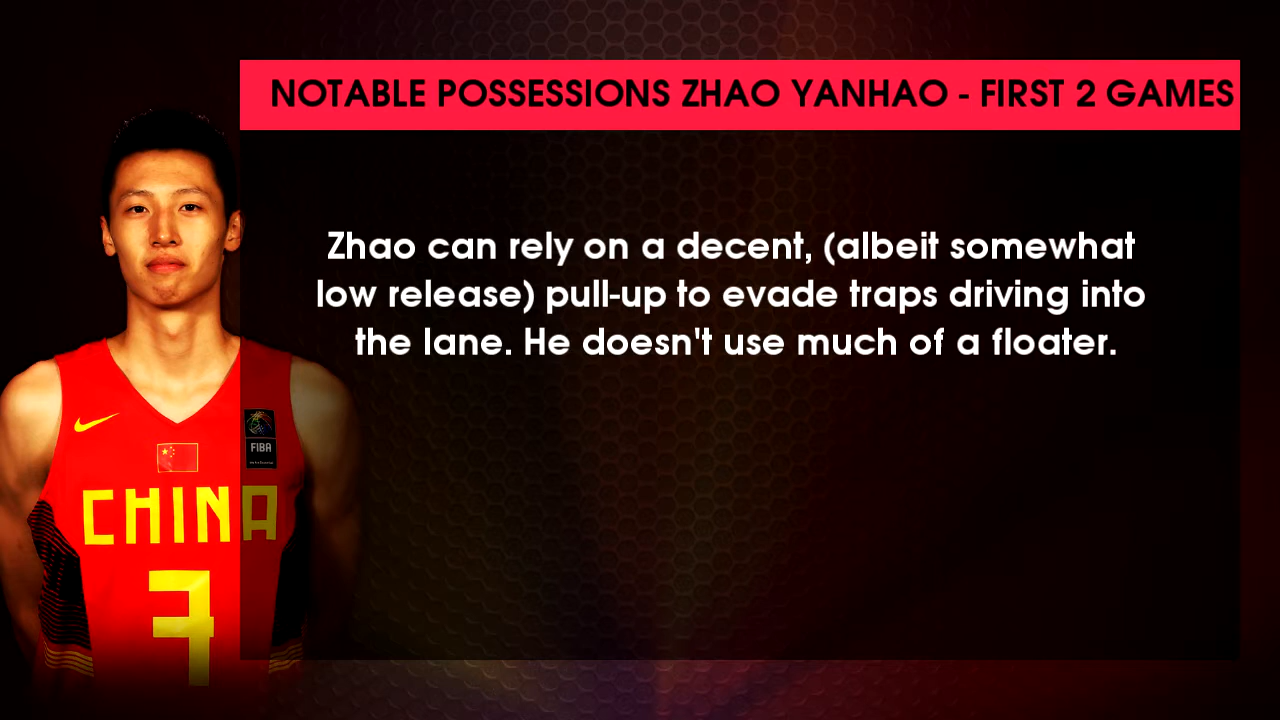 NOTABLE POSSESSIONS ZHAO YANHAO - FIRST 2 GAMES
Zhao can rely on a decent, (albeit somewhat
low release) pull-up to evade traps driving into
the lane. He doesn't use much of a floater.
FIBA
CHINA
7